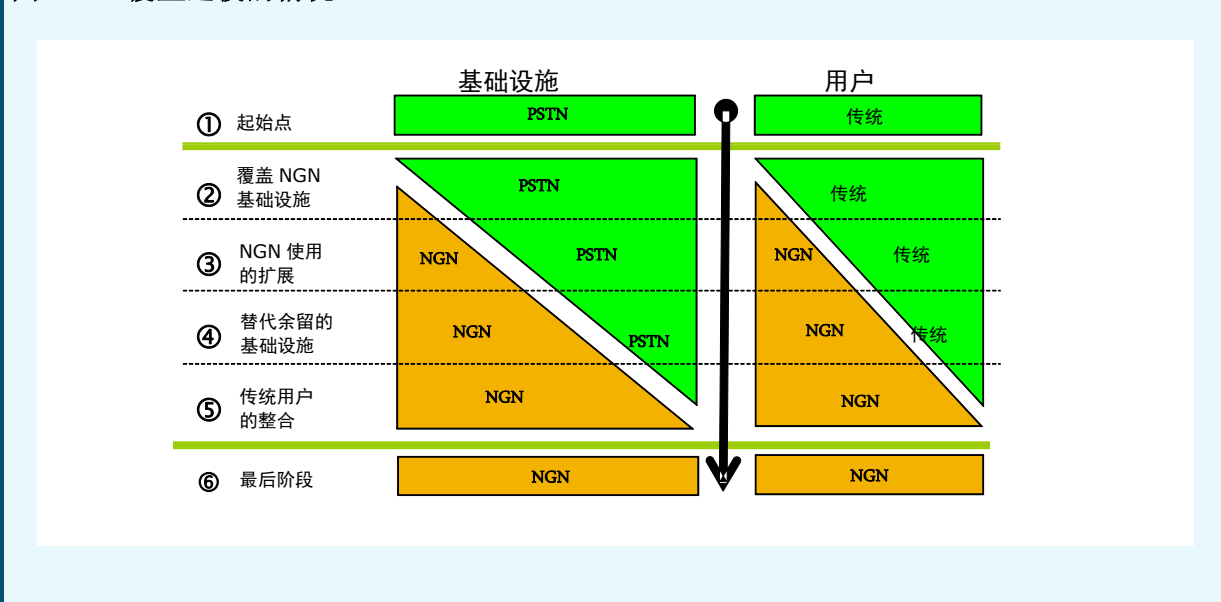 基础设施 用户
① 起始点 PSTN 传统
② 覆盖 NGN
基础设施
PSTN 传统
③ NGN 使用
的扩展
NGN PSTN NGN 传统
④ 替代余留的
基础设施
NGN PSTN NGN 传统
⑤ 传统用户
的整合
NGN NGN
⑥ 最后阶段 NGN NGN